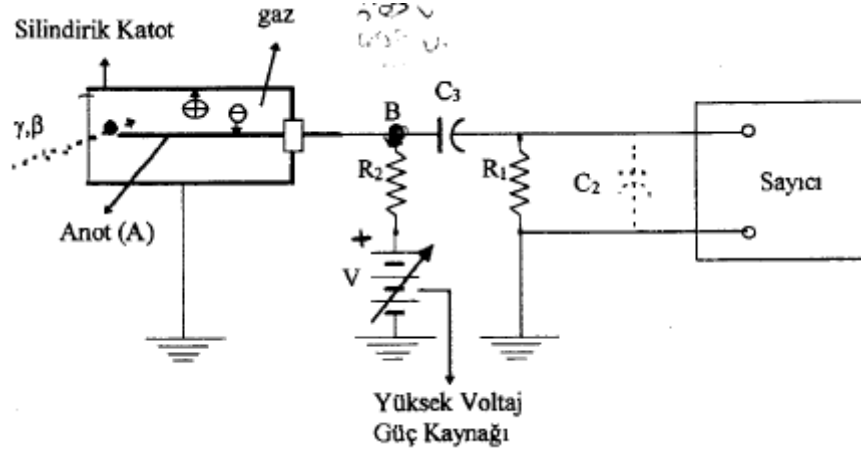 Silindirik Katot
gaz
γ,β
Anot (A)
B
C₃
R₂
R₁
C₂
Sayıcı
+
V
Yüksek Voltaj
Güç Kaynağı